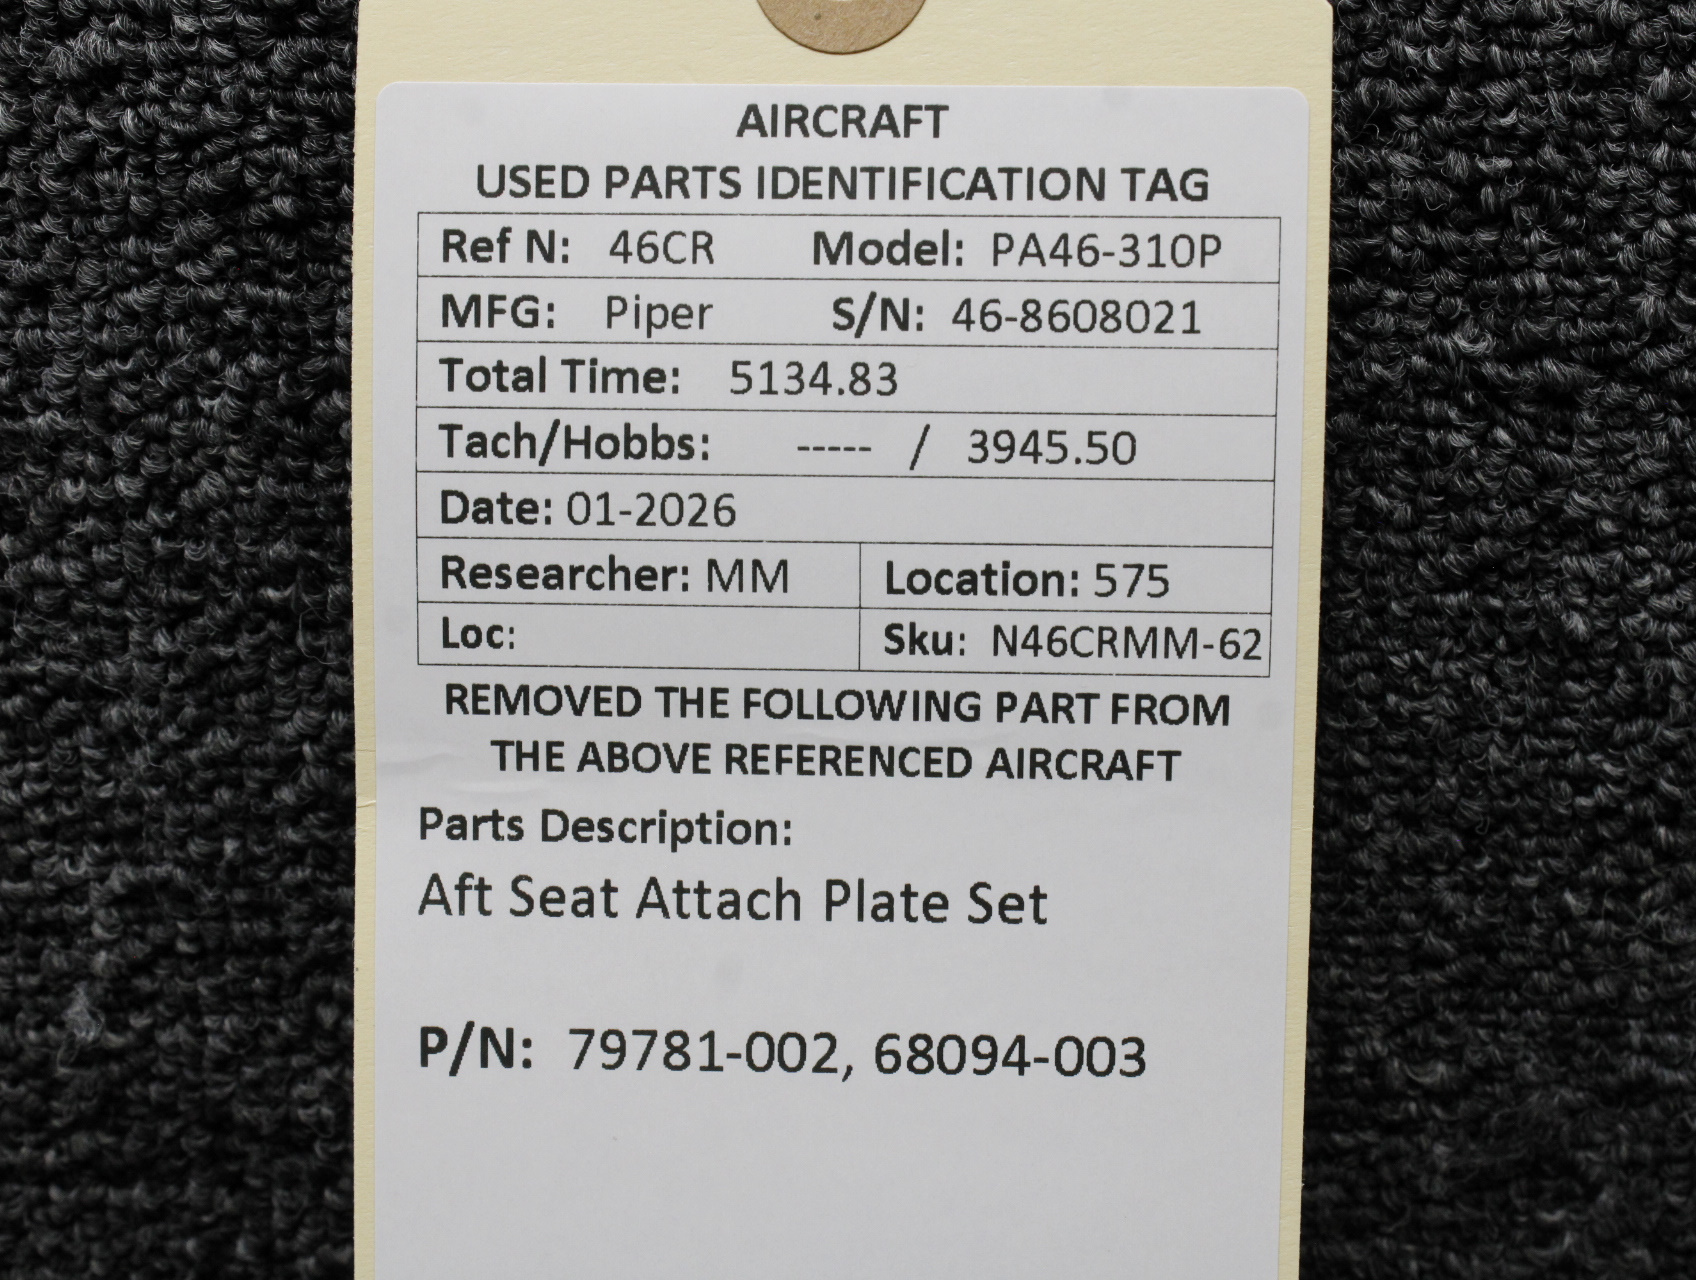 AIRCRAFT
USED PARTS IDENTIFICATION TAG
Ref N: 46CR Model: PA46-310P
MFG: Piper S/N: 46-8608021
Total Time: 5134.83
Tach/Hobbs: ----- / 3945.50
Date: 01-2026
Researcher: MM Location: 575
Loc: Sku: N46CRMM-62
REMOVED THE FOLLOWING PART FROM
THE ABOVE REFERENCED AIRCRAFT
Parts Description:
Aft Seat Attach Plate Set
P/N: 79781-002, 68094-003